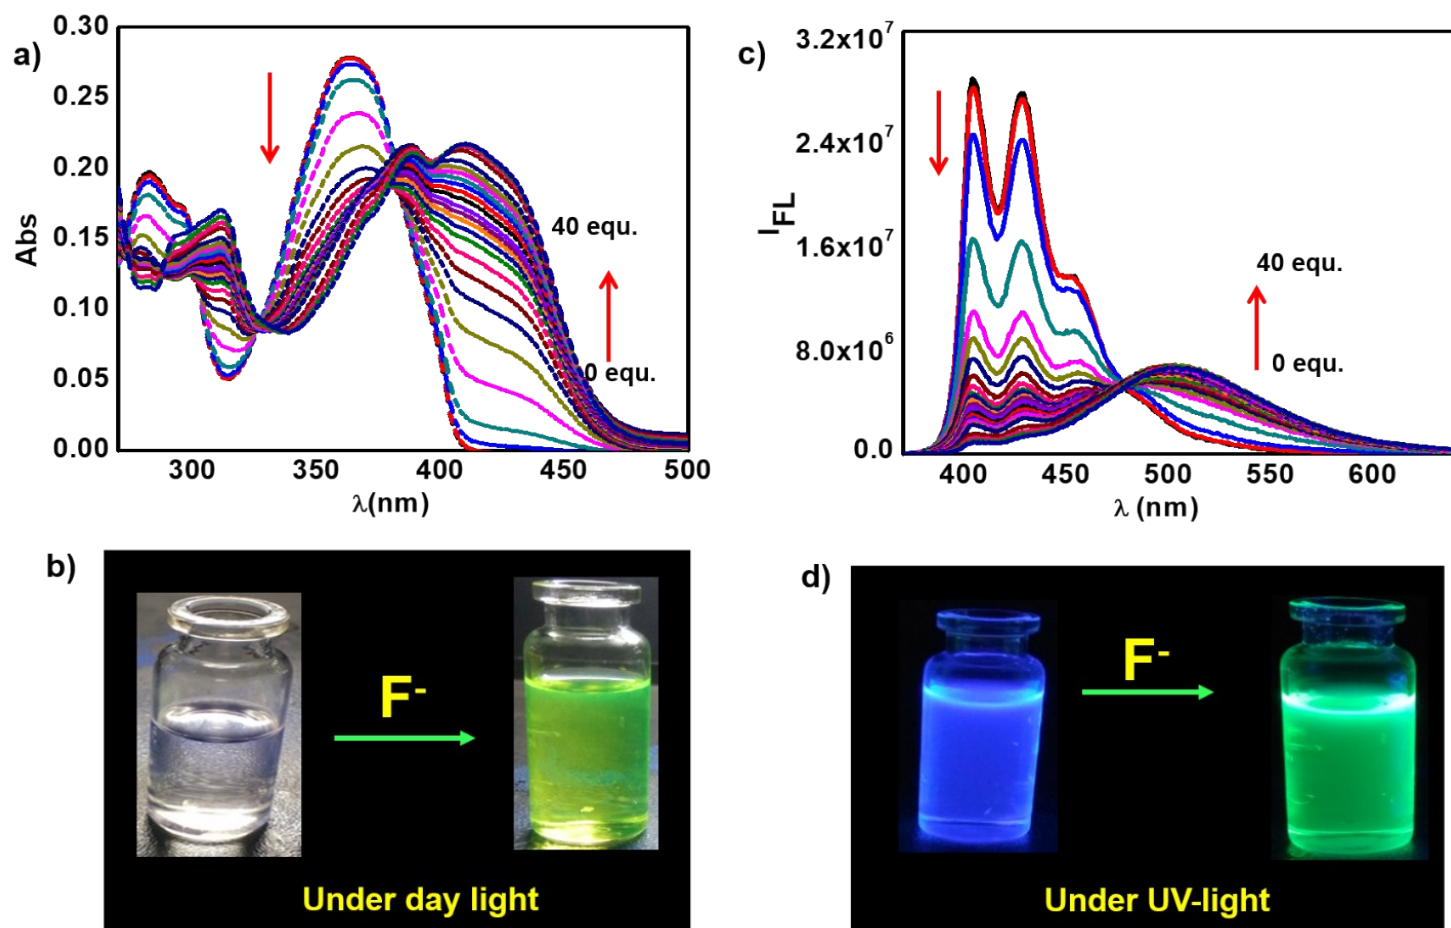 a)
0.30
0.25
0.20
0.15
0.10
0.05
0.00
Abs
40 equ.
0 equ.
300 350 400 450 500
λ(nm)
c)
3.2x10⁷
2.4x10⁷
1.6x10⁷
8.0x10⁶
0.0
I_FL
40 equ.
0 equ.
400 450 500 550 600
λ (nm)
b)
F⁻
Under day light
d)
F⁻
Under UV-light